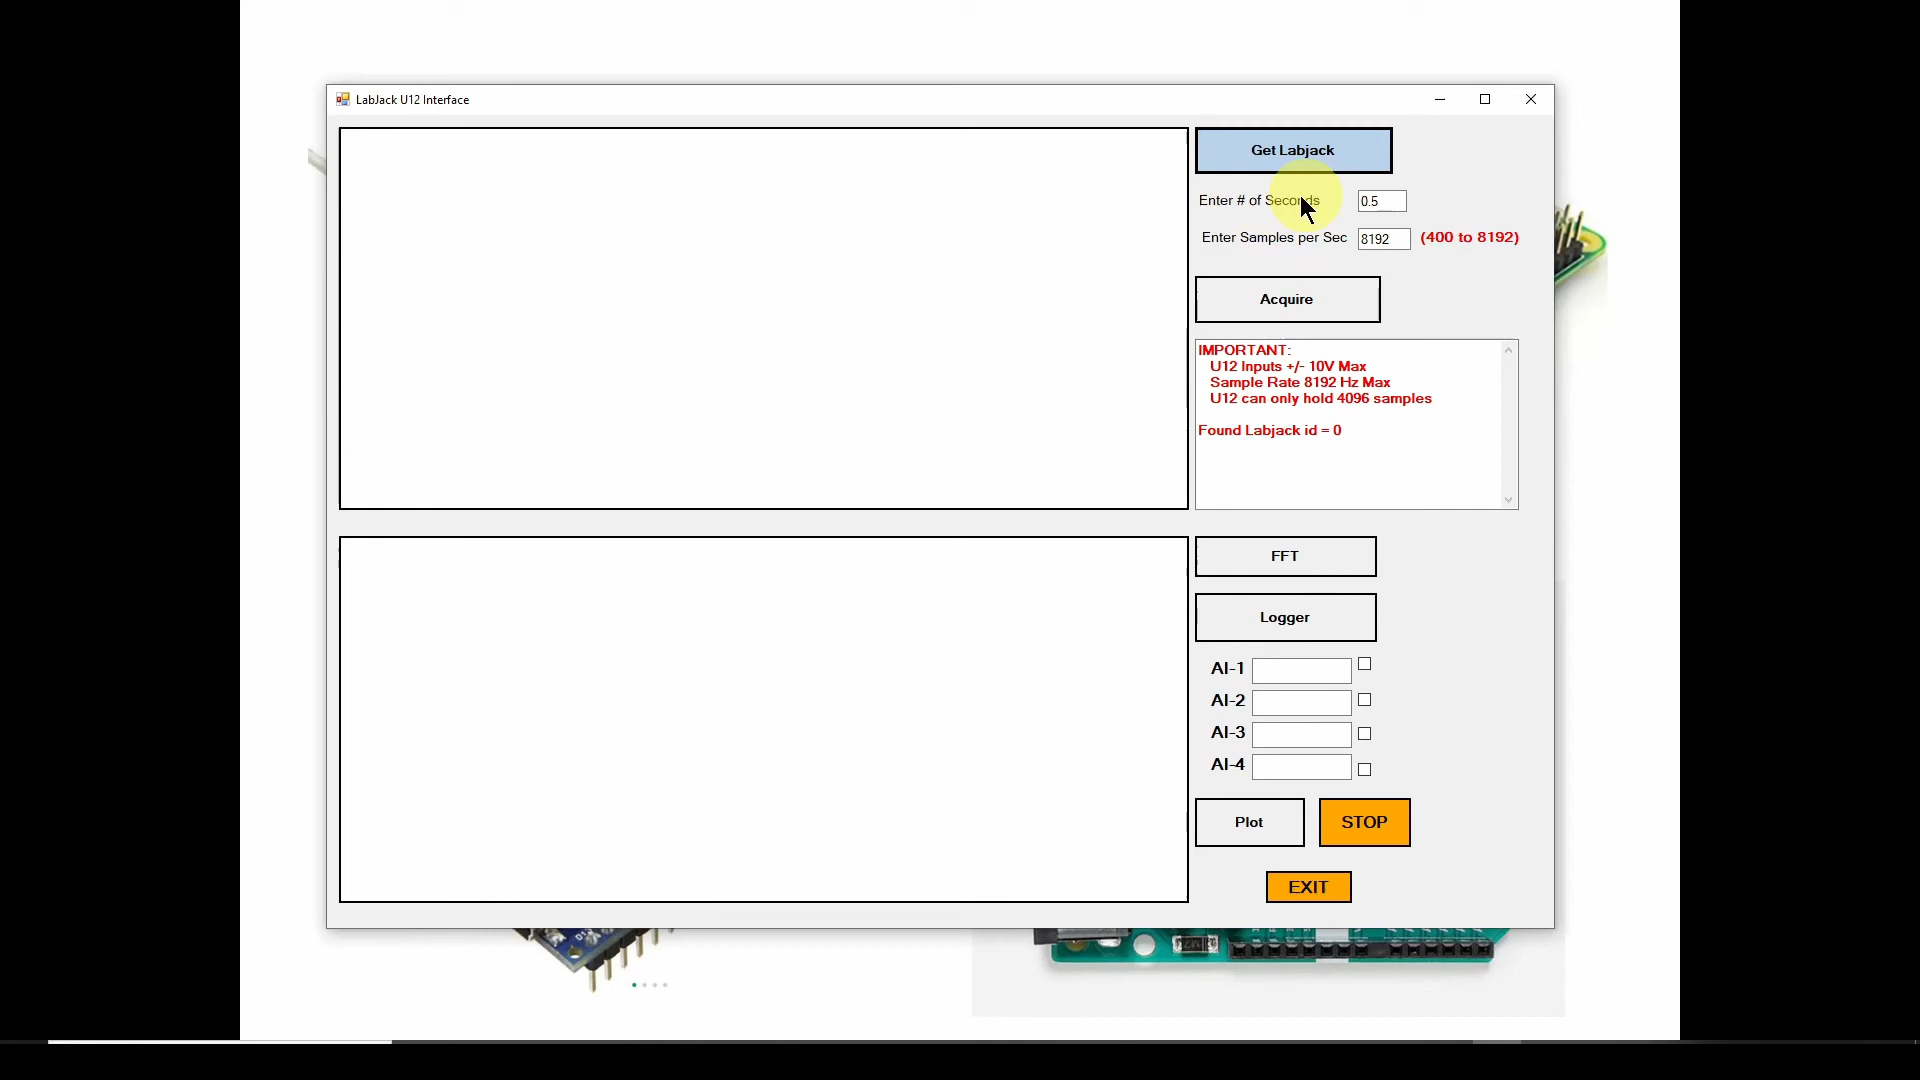 LabJack U12 Interface
Get Labjack
Enter # of Seconds 0.5
Enter Samples per Sec 8192 (400 to 8192)
Acquire
IMPORTANT:
U12 Inputs +/- 10V Max
Sample Rate 8192 Hz Max
U12 can only hold 4096 samples
Found Labjack id = 0
FFT
Logger
AI-1
AI-2
AI-3
AI-4
Plot STOP
EXIT